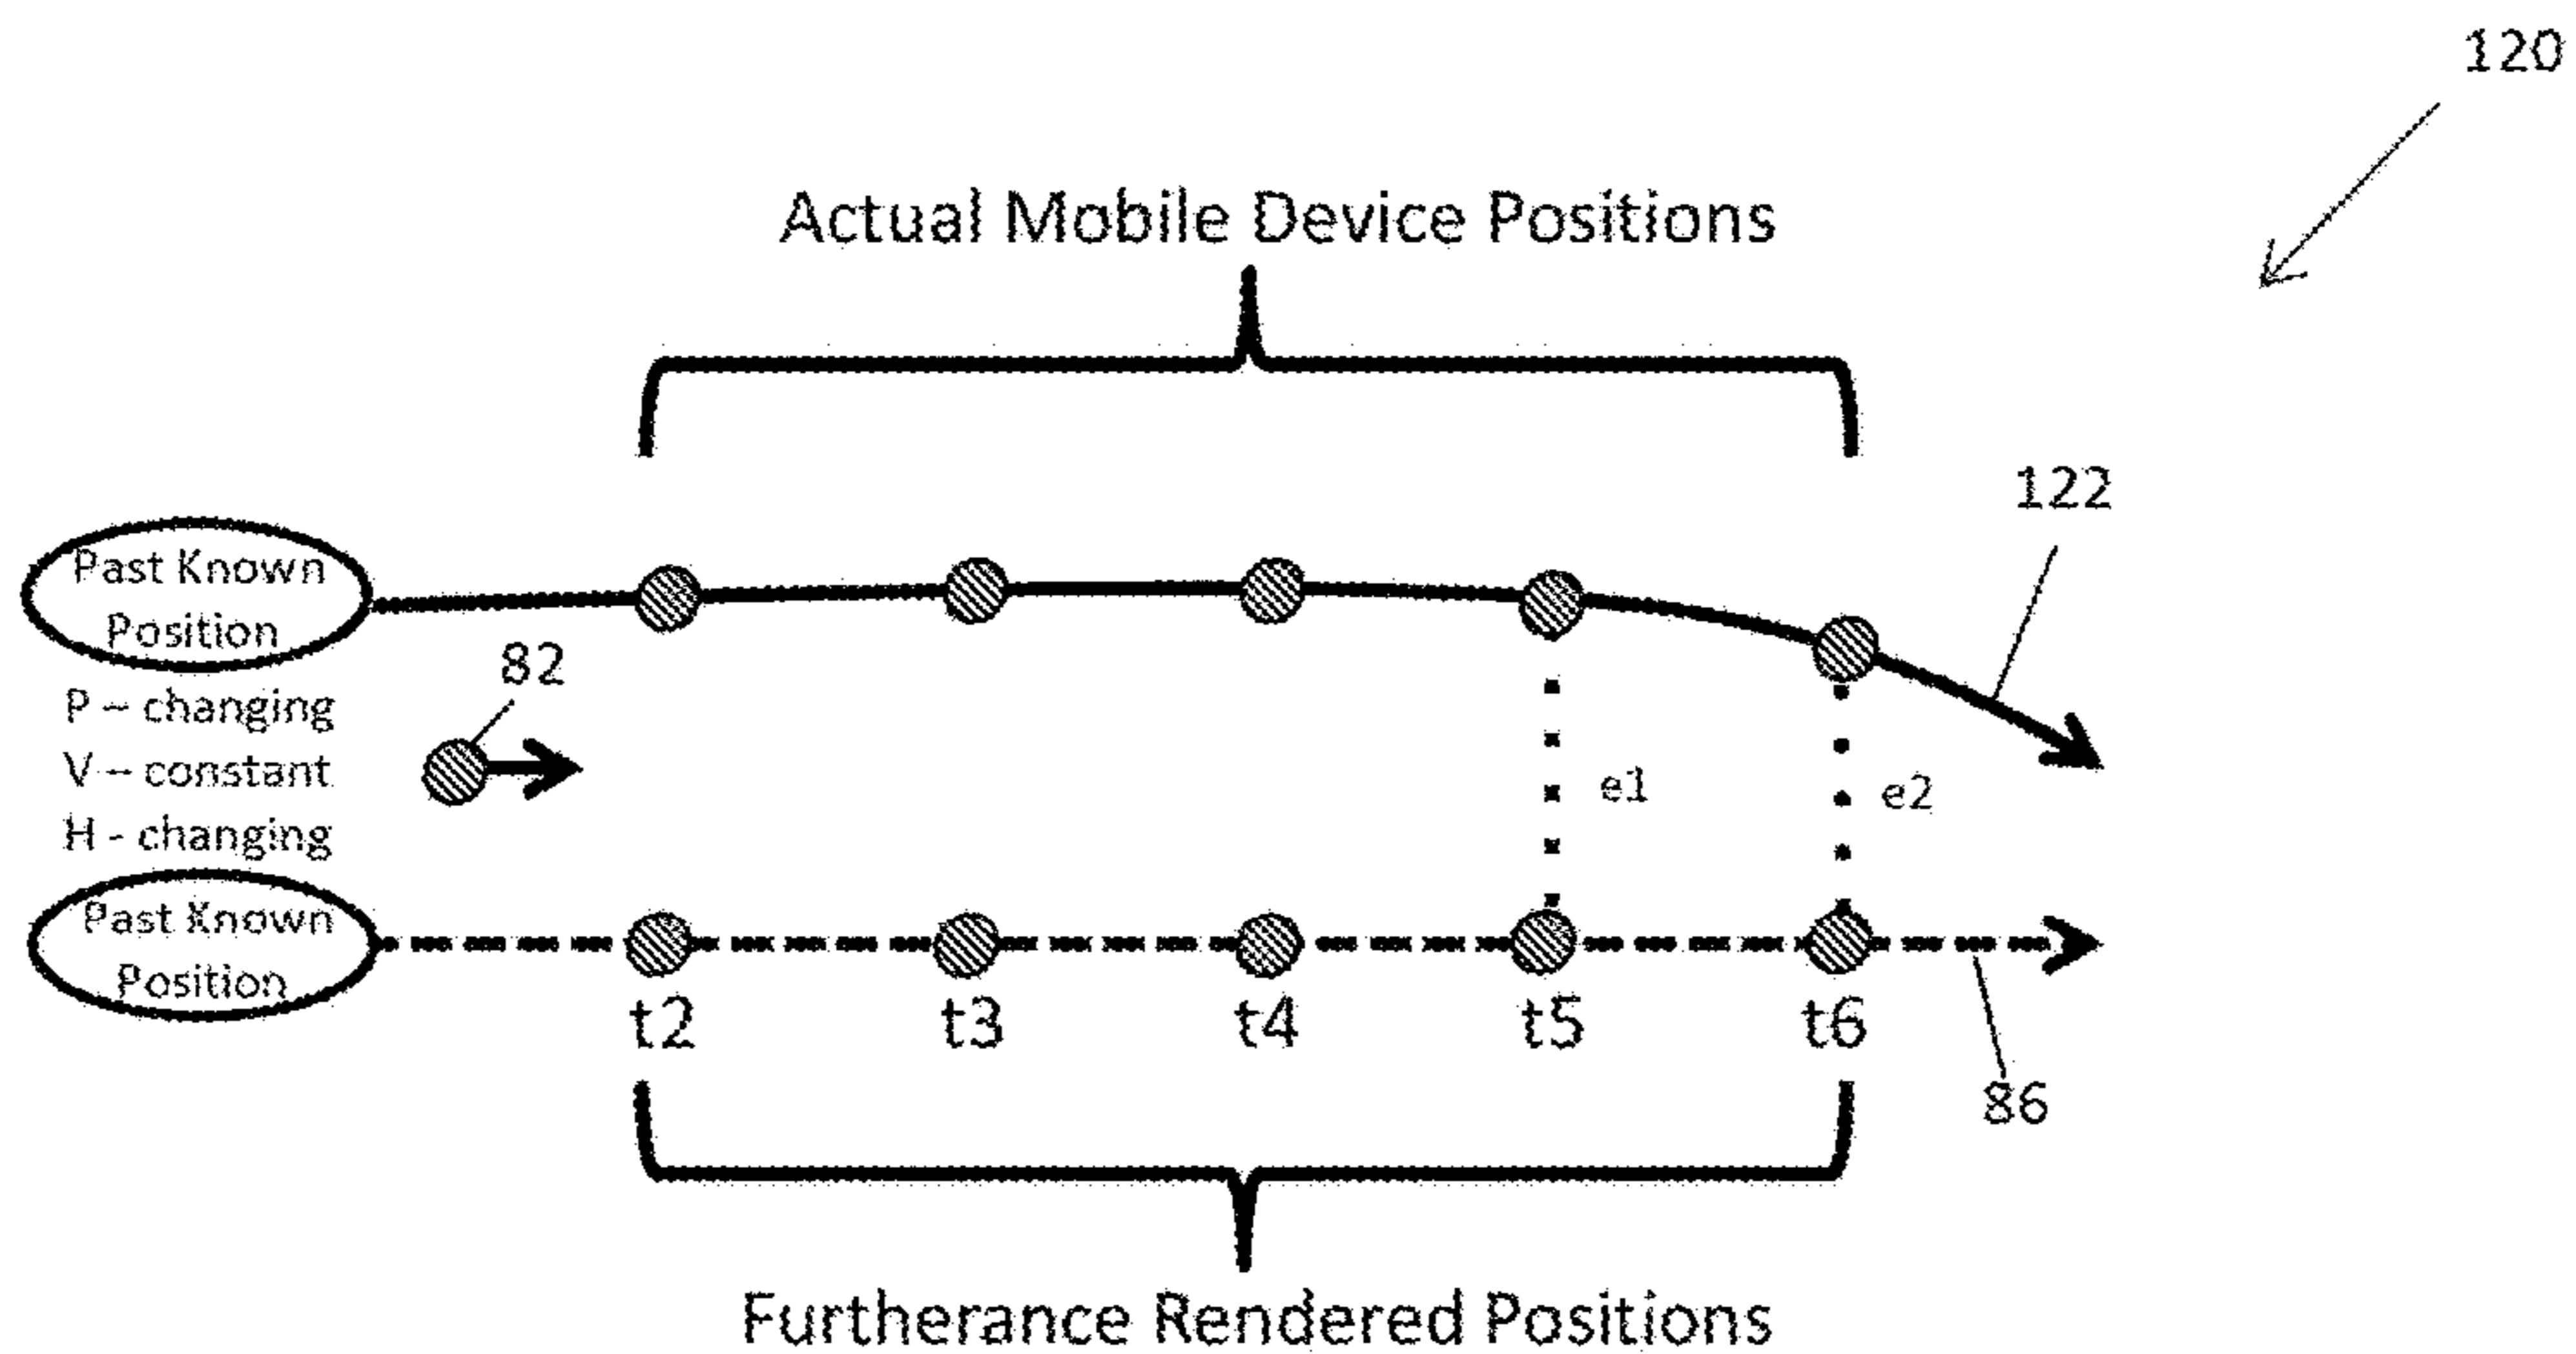 120
Actual Mobile Device Positions
122
Past Known
Position
82
P – changing
V – constant
H - changing
e1
e2
Past Known
Position
t2 t3 t4 t5 t6
86
Furtherance Rendered Positions